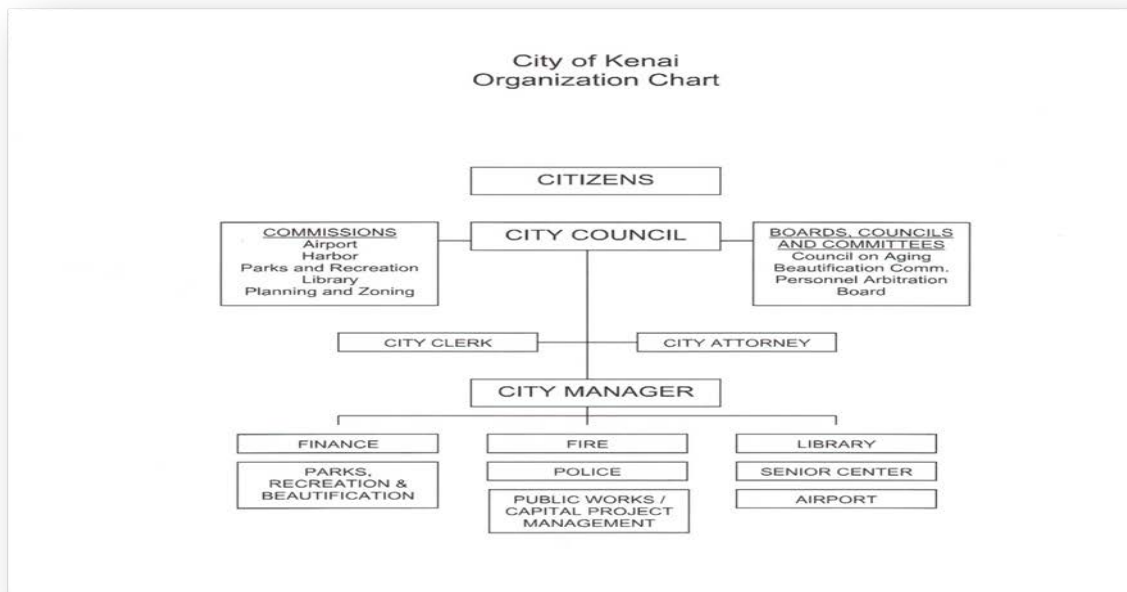 City of Kenai
Organization Chart
CITIZENS
COMMISSIONS
Airport
Harbor
Parks and Recreation
Library
Planning and Zoning
CITY COUNCIL
BOARDS, COUNCILS
AND COMMITTEES
Council on Aging
Beautification Comm.
Personnel Arbitration
Board
CITY CLERK
CITY ATTORNEY
CITY MANAGER
FINANCE
PARKS,
RECREATION &
BEAUTIFICATION
FIRE
POLICE
PUBLIC WORKS /
CAPITAL PROJECT
MANAGEMENT
LIBRARY
SENIOR CENTER
AIRPORT